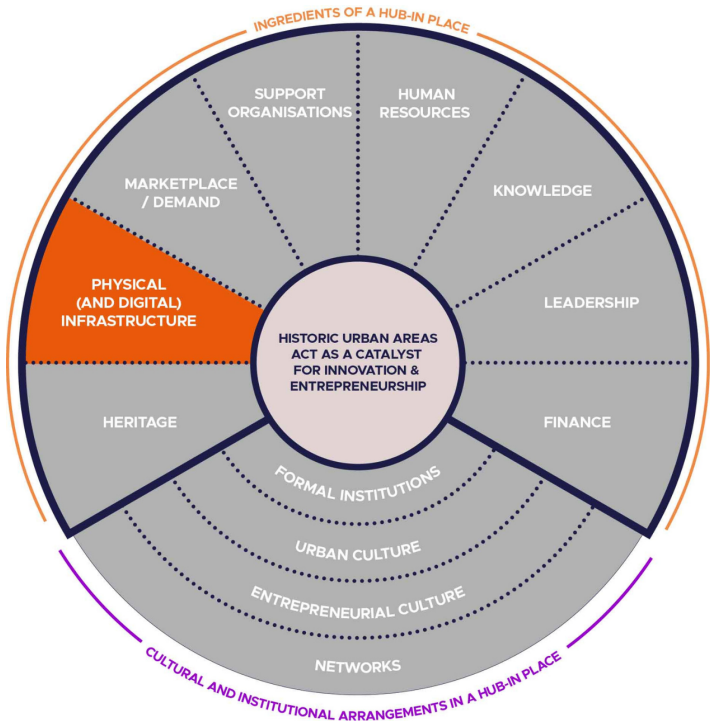 INGREDIENTS OF A HUB-IN PLACE
SUPPORT
ORGANISATIONS
HUMAN
RESOURCES
MARKETPLACE
/ DEMAND
KNOWLEDGE
PHYSICAL
(AND DIGITAL)
INFRASTRUCTURE
LEADERSHIP
HISTORIC URBAN AREAS
ACT AS A CATALYST
FOR INNOVATION &
ENTREPRENEURSHIP
HERITAGE
FINANCE
FORMAL INSTITUTIONS
URBAN CULTURE
ENTREPRENEURIAL CULTURE
NETWORKS
CULTURAL AND INSTITUTIONAL ARRANGEMENTS IN A HUB-IN PLACE